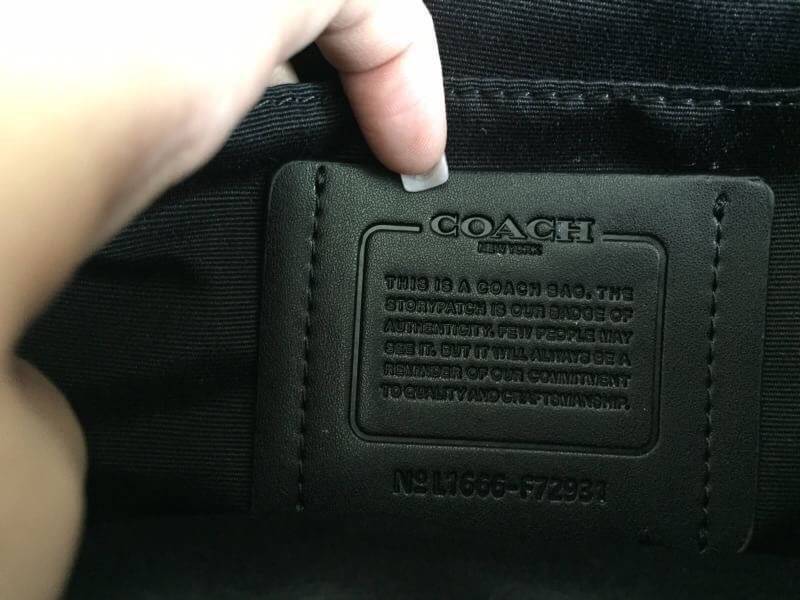 COACH
NEW YORK
THIS IS A COACH BAG. THE
STORYPATCH IS OUR BADGE OF
AUTHENTICITY. FEW PEOPLE MAY
SEE IT. BUT IT WILL ALWAYS BE A
REMINDER OF OUR COMMITMENT
TO QUALITY AND CRAFTSMANSHIP.
Nº L1666-F72931